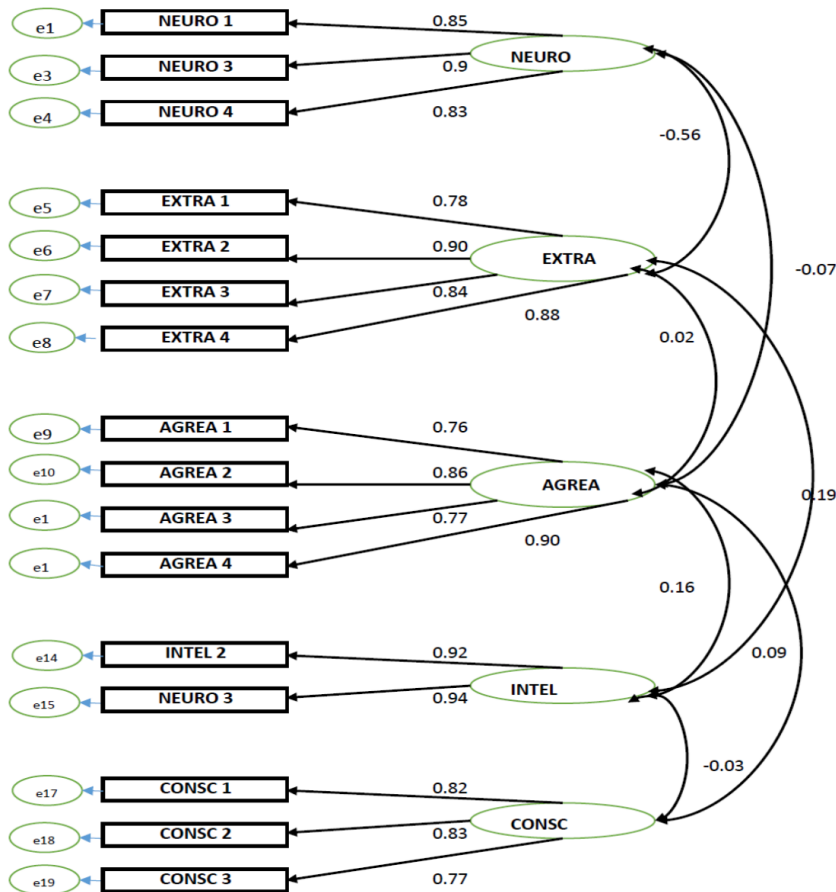 e1 NEURO 1 0.85
NEURO
e3 NEURO 3 0.9
e4 NEURO 4 0.83
-0.56
e5 EXTRA 1 0.78
e6 EXTRA 2 0.90
EXTRA
-0.07
e7 EXTRA 3 0.84
e8 EXTRA 4 0.88
0.02
e9 AGREA 1 0.76
e10 AGREA 2 0.86
AGREA
0.19
e1 AGREA 3 0.77
e1 AGREA 4 0.90
0.16
e14 INTEL 2 0.92
0.09
INTEL
e15 NEURO 3 0.94
-0.03
e17 CONSC 1 0.82
CONSC
e18 CONSC 2 0.83
e19 CONSC 3 0.77